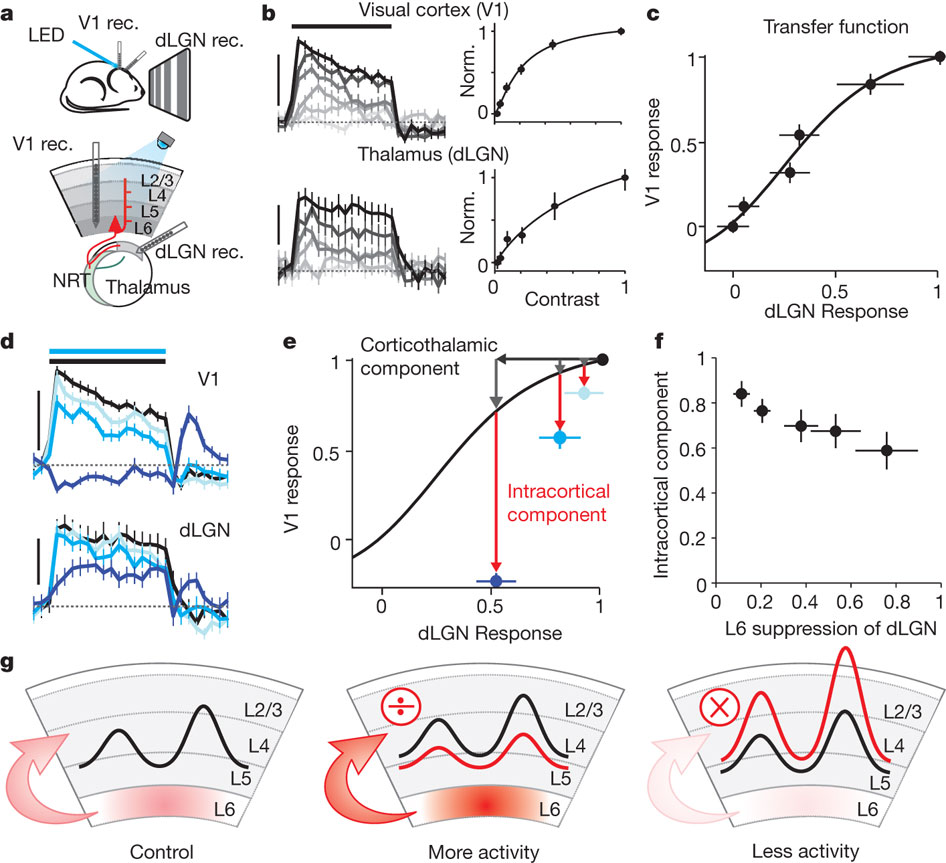 a
V1 rec.
LED
dLGN rec.
V1 rec.
L2/3
L4
L5
L6
dLGN rec.
NRT
Thalamus
b
Visual cortex (V1)
Norm.
1
0
Thalamus (dLGN)
Norm.
1
0
0
1
Contrast
c
Transfer function
V1 response
1
0.5
0
0
0.5
1
dLGN Response
d
V1
dLGN
e
Corticothalamic
component
V1 response
1
0.5
0
Intracortical
component
0
0.5
1
dLGN Response
f
Intracortical component
1
0.8
0.6
0.4
0.2
0
0
0.2
0.4
0.6
0.8
1
L6 suppression of dLGN
g
L2/3
L4
L5
L6
Control
÷
L2/3
L4
L5
L6
More activity
×
L2/3
L4
L5
L6
Less activity